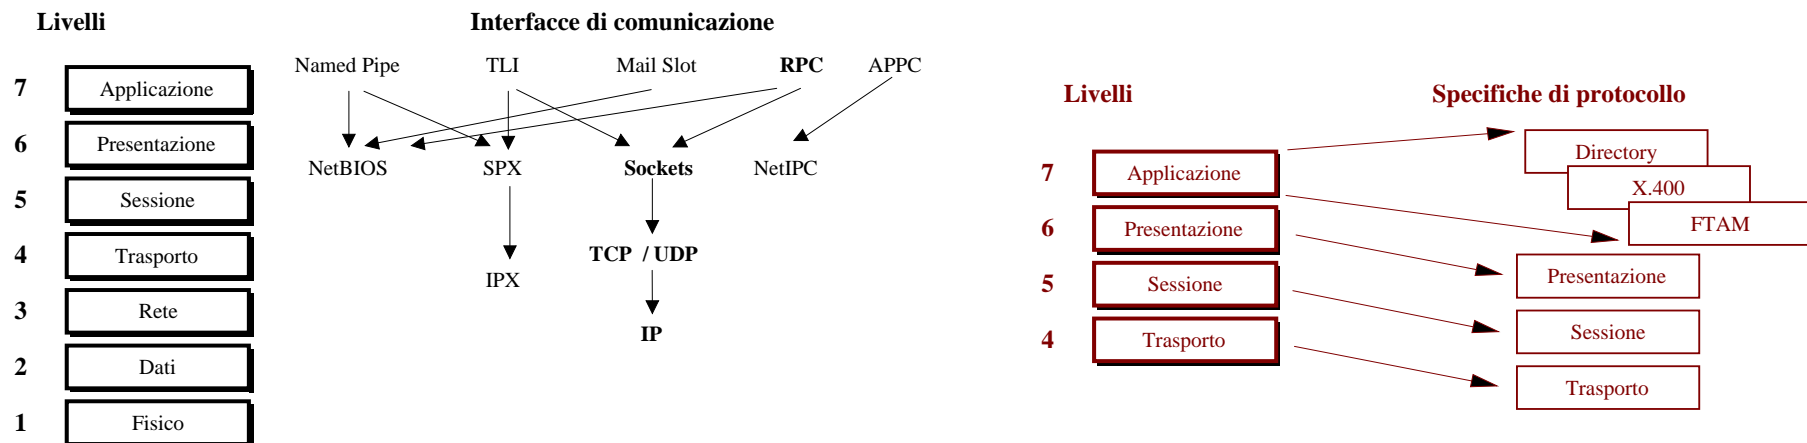 Livelli
Interfacce di comunicazione
Named Pipe TLI Mail Slot RPC APPC
7 Applicazione
6 Presentazione
NetBIOS SPX Sockets NetIPC
5 Sessione
4 Trasporto
TCP / UDP
IPX
3 Rete
IP
2 Dati
1 Fisico
Livelli
Specifiche di protocollo
7 Applicazione
6 Presentazione
5 Sessione
4 Trasporto
Directory
X.400
FTAM
Presentazione
Sessione
Trasporto